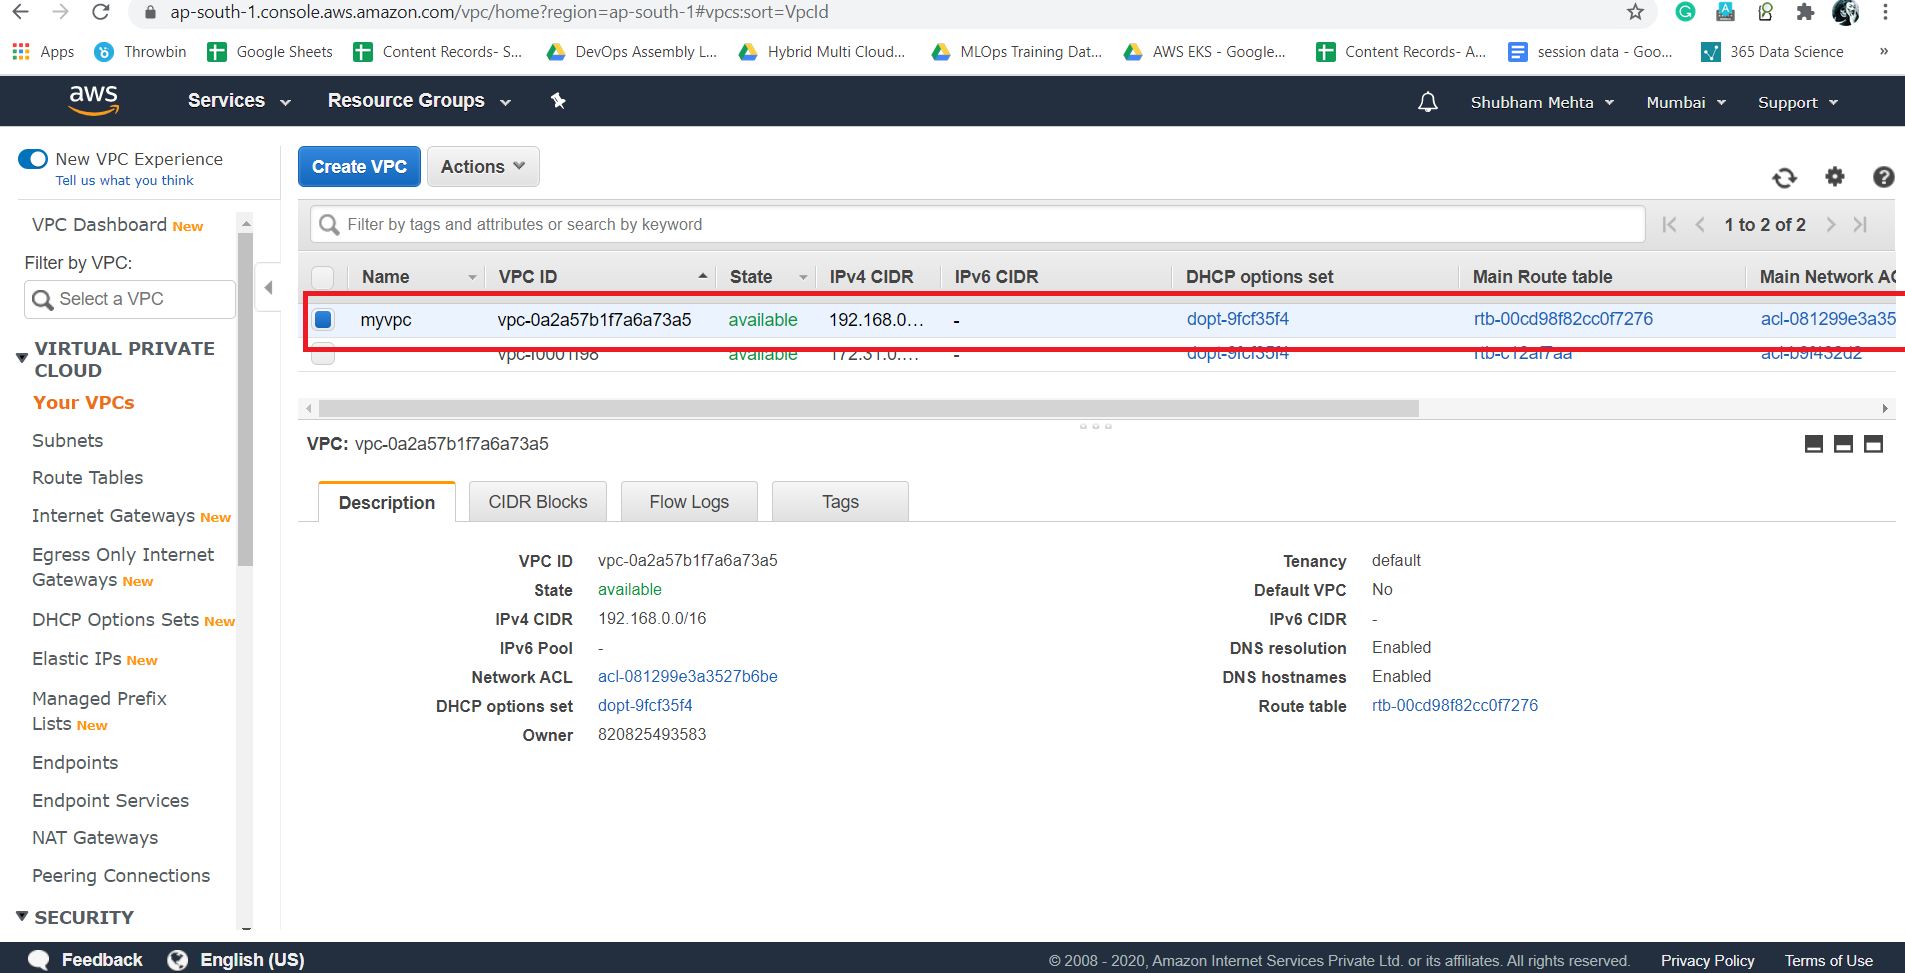 ap-south-1.console.aws.amazon.com/vpc/home?region=ap-south-1#vpcs:sort=VpcId
Apps Throwbin Google Sheets Content Records- S... DevOps Assembly L... Hybrid Multi Cloud... MLOps Training Dat... AWS EKS - Google... Content Records- A... session data - Goo... 365 Data Science »
aws Services Resource Groups Shubham Mehta Mumbai Support
New VPC Experience
Tell us what you think
VPC Dashboard New
Filter by VPC:
Select a VPC
VIRTUAL PRIVATE
CLOUD
Your VPCs
Subnets
Route Tables
Internet Gateways New
Egress Only Internet
Gateways New
DHCP Options Sets New
Elastic IPs New
Managed Prefix
Lists New
Endpoints
Endpoint Services
NAT Gateways
Peering Connections
SECURITY
Create VPC Actions
Filter by tags and attributes or search by keyword 1 to 2 of 2
Name VPC ID State IPv4 CIDR IPv6 CIDR DHCP options set Main Route table Main Network AC
myvpc vpc-0a2a57b1f7a6a73a5 available 192.168.0... - dopt-9fcf35f4 rtb-00cd98f82cc0f7276 acl-081299e3a35
available 172.31.0.... - dopt-9fcf35f4 rtb-c12af7aa acl-b9f432d2
VPC: vpc-0a2a57b1f7a6a73a5
Description CIDR Blocks Flow Logs Tags
VPC ID vpc-0a2a57b1f7a6a73a5
State available
IPv4 CIDR 192.168.0.0/16
IPv6 Pool -
Network ACL acl-081299e3a3527b6be
DHCP options set dopt-9fcf35f4
Owner 820825493583
Tenancy default
Default VPC No
IPv6 CIDR -
DNS resolution Enabled
DNS hostnames Enabled
Route table rtb-00cd98f82cc0f7276
Feedback English (US) © 2008 - 2020, Amazon Internet Services Private Ltd. or its affiliates. All rights reserved. Privacy Policy Terms of Use